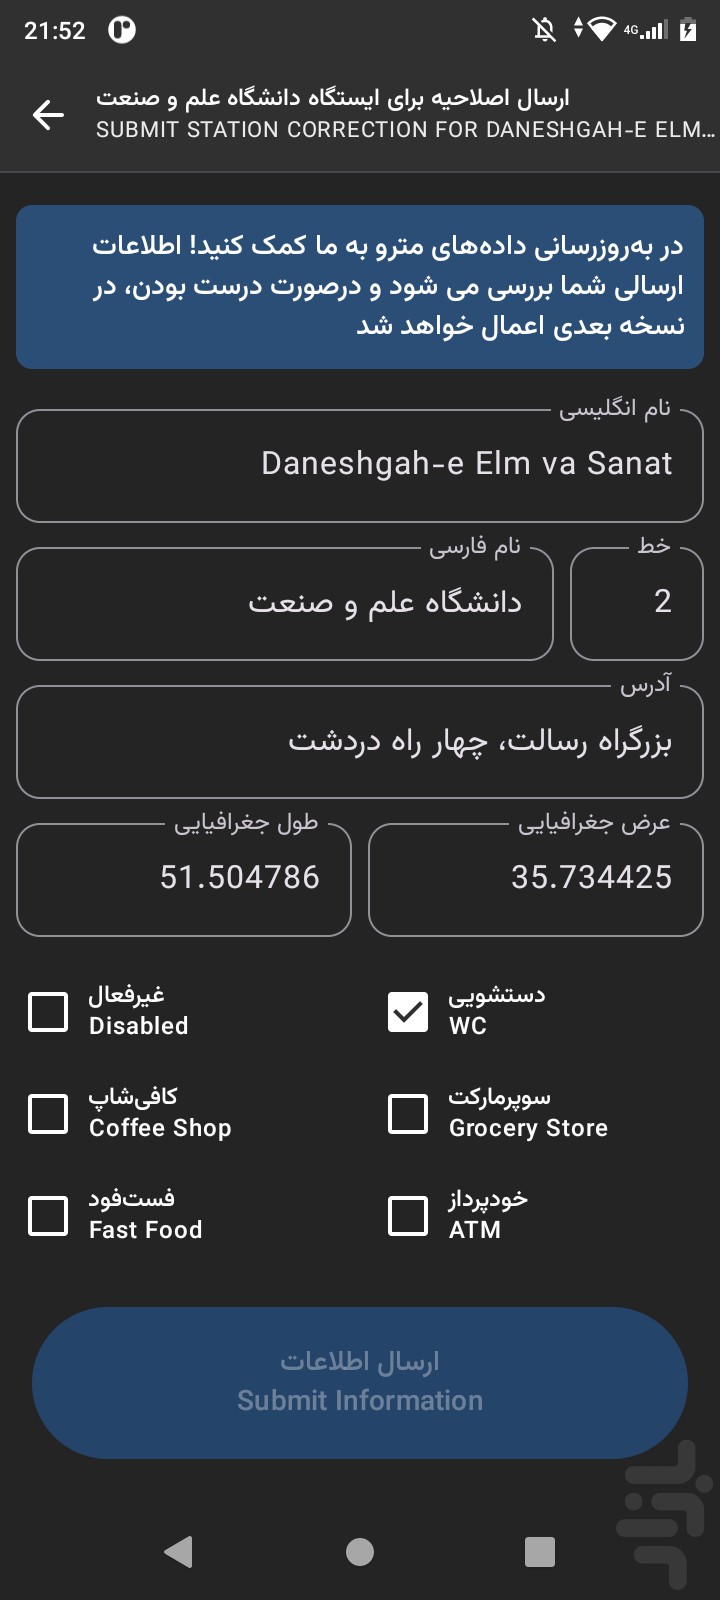 21:52
4G
ارسال اصلاحیه برای ایستگاه دانشگاه علم و صنعت
SUBMIT STATION CORRECTION FOR DANESHGAH-E ELM...
در به‌روزرسانی داده‌های مترو به ما کمک کنید! اطلاعات
ارسالی شما بررسی می شود و درصورت درست بودن، در
نسخه بعدی اعمال خواهد شد
نام انگلیسی
Daneshgah-e Elm va Sanat
خط
2
نام فارسی
دانشگاه علم و صنعت
آدرس
بزرگراه رسالت، چهار راه دردشت
عرض جغرافیایی
35.734425
طول جغرافیایی
51.504786
دستشویی
WC
غیرفعال
Disabled
سوپرمارکت
Grocery Store
کافی‌شاپ
Coffee Shop
خودپرداز
ATM
فست‌فود
Fast Food
ارسال اطلاعات
Submit Information